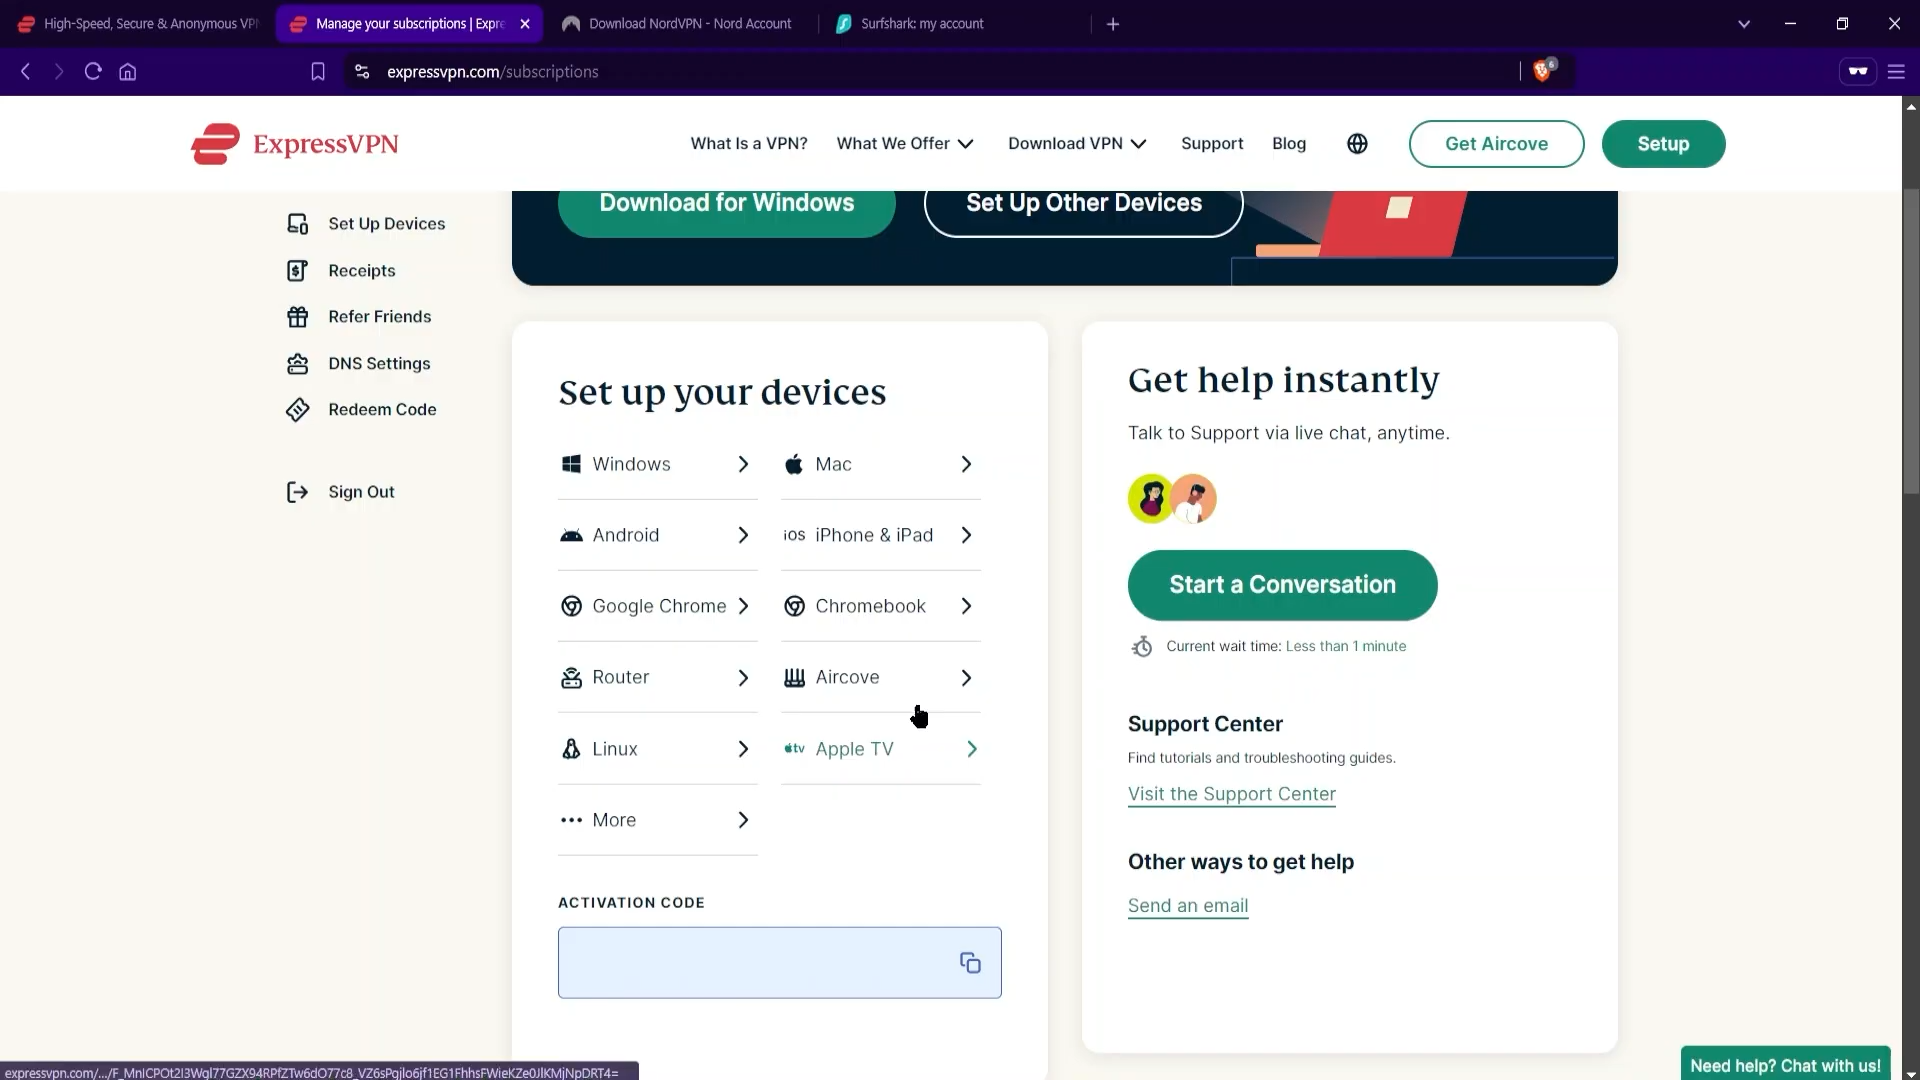 High-Speed, Secure & Anonymous VPN
Manage your subscriptions | Expre
Download NordVPN - Nord Account
Surfshark: my account
expressvpn.com/subscriptions
6
ExpressVPN
What Is a VPN?
What We Offer
Download VPN
Support
Blog
Get Aircove
Setup
Download for Windows
Set Up Other Devices
Set Up Devices
Receipts
Refer Friends
DNS Settings
Redeem Code
Sign Out
Set up your devices
Windows
Mac
Android
iOS iPhone & iPad
Google Chrome
Chromebook
Router
Aircove
Linux
tv Apple TV
More
ACTIVATION CODE
Get help instantly
Talk to Support via live chat, anytime.
Start a Conversation
Current wait time: Less than 1 minute
Support Center
Find tutorials and troubleshooting guides.
Visit the Support Center
Other ways to get help
Send an email
Need help? Chat with us!